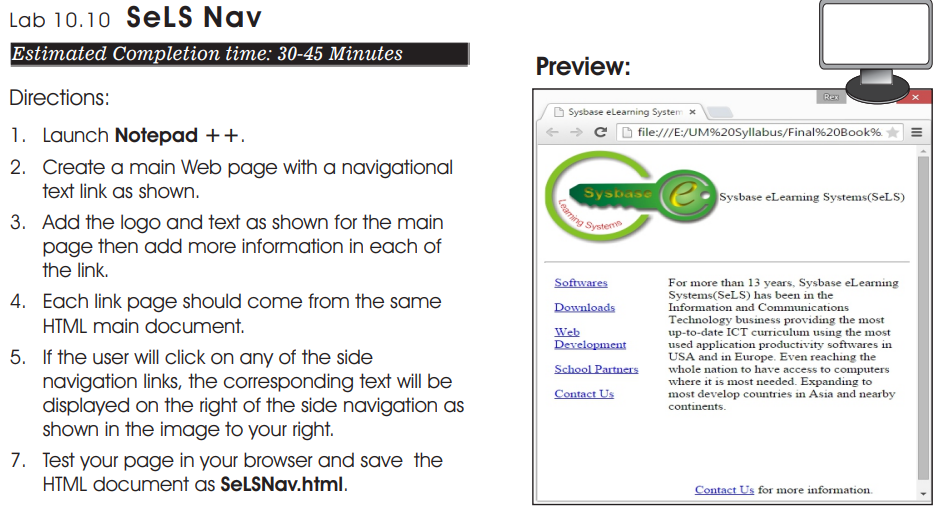 Lab 10.10 SeLS Nav
Estimated Completion time: 30-45 Minutes
Directions:
1. Launch Notepad ++.
2. Create a main Web page with a navigational
text link as shown.
3. Add the logo and text as shown for the main
page then add more information in each of
the link.
4. Each link page should come from the same
HTML main document.
5. If the user will click on any of the side
navigation links, the corresponding text will be
displayed on the right of the side navigation as
shown in the image to your right.
7. Test your page in your browser and save the
HTML document as SeLSNav.html.
Preview:
Rex
Sysbase eLearning System
file:///E:/UM%20Syllabus/Final%20Book%
Sysbase e
Learning Systems
Sysbase eLearning Systems(SeLS)
Softwares
Downloads
Web
Development
School Partners
Contact Us
For more than 13 years, Sysbase eLearning
Systems(SeLS) has been in the
Information and Communications
Technology business providing the most
up-to-date ICT curriculum using the most
used application productivity softwares in
USA and in Europe. Even reaching the
whole nation to have access to computers
where it is most needed. Expanding to
most develop countries in Asia and nearby
continents.
Contact Us for more information.